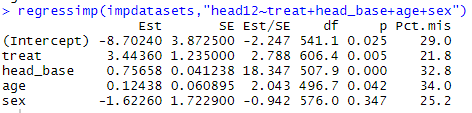 > regressimp(impdatasets,"head12~treat+head_base+age+sex")
Est SE Est/SE df p Pct.mis
(Intercept) -8.70240 3.872500 -2.247 541.1 0.025 29.0
treat 3.44360 1.235000 2.788 606.4 0.005 21.8
head_base 0.75658 0.041238 18.347 507.9 0.000 32.8
age 0.12438 0.060895 2.043 496.7 0.042 34.0
sex -1.62260 1.722900 -0.942 576.0 0.347 25.2